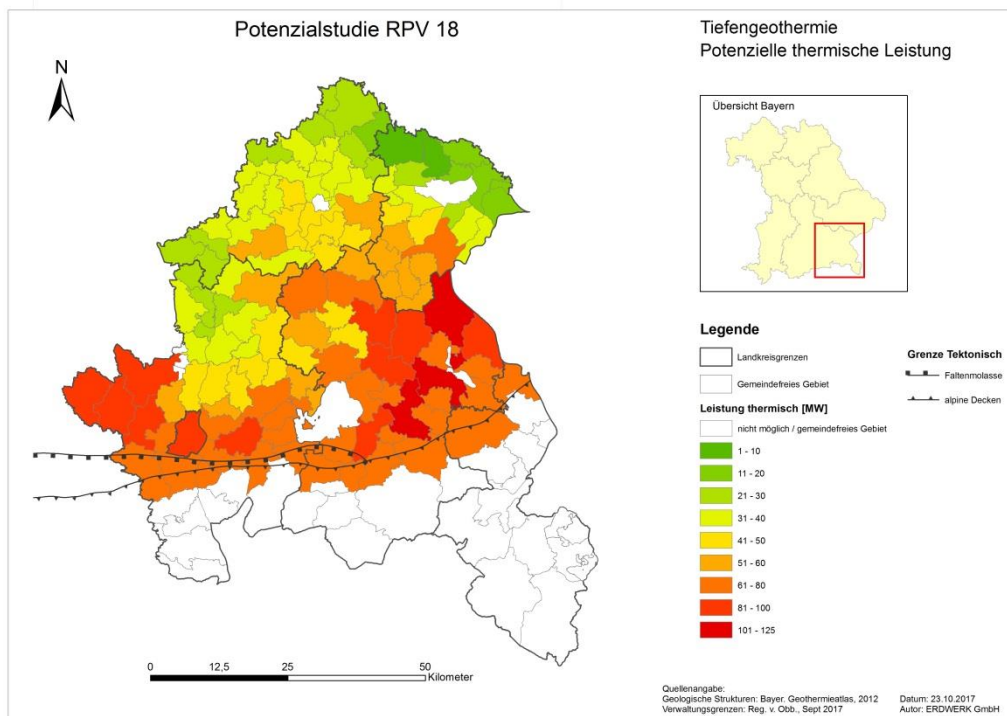 Potenzialstudie RPV 18
Tiefengeothermie
Potenzielle thermische Leistung
N
Übersicht Bayern
Legende
Landkreisgrenzen
Gemeindefreies Gebiet
Leistung thermisch [MW]
nicht möglich / gemeindefreies Gebiet
1 - 10
11 - 20
21 - 30
31 - 40
41 - 50
51 - 60
61 - 80
81 - 100
101 - 125
Grenze Tektonisch
Faltenmolasse
alpine Decken
0 12,5 25 50
Kilometer
Quellenangabe:
Geologische Strukturen: Bayer. Geothermieatlas, 2012
Verwaltungsgrenzen: Reg. v. Obb., Sept 2017
Datum: 23.10.2017
Autor: ERDWERK GmbH